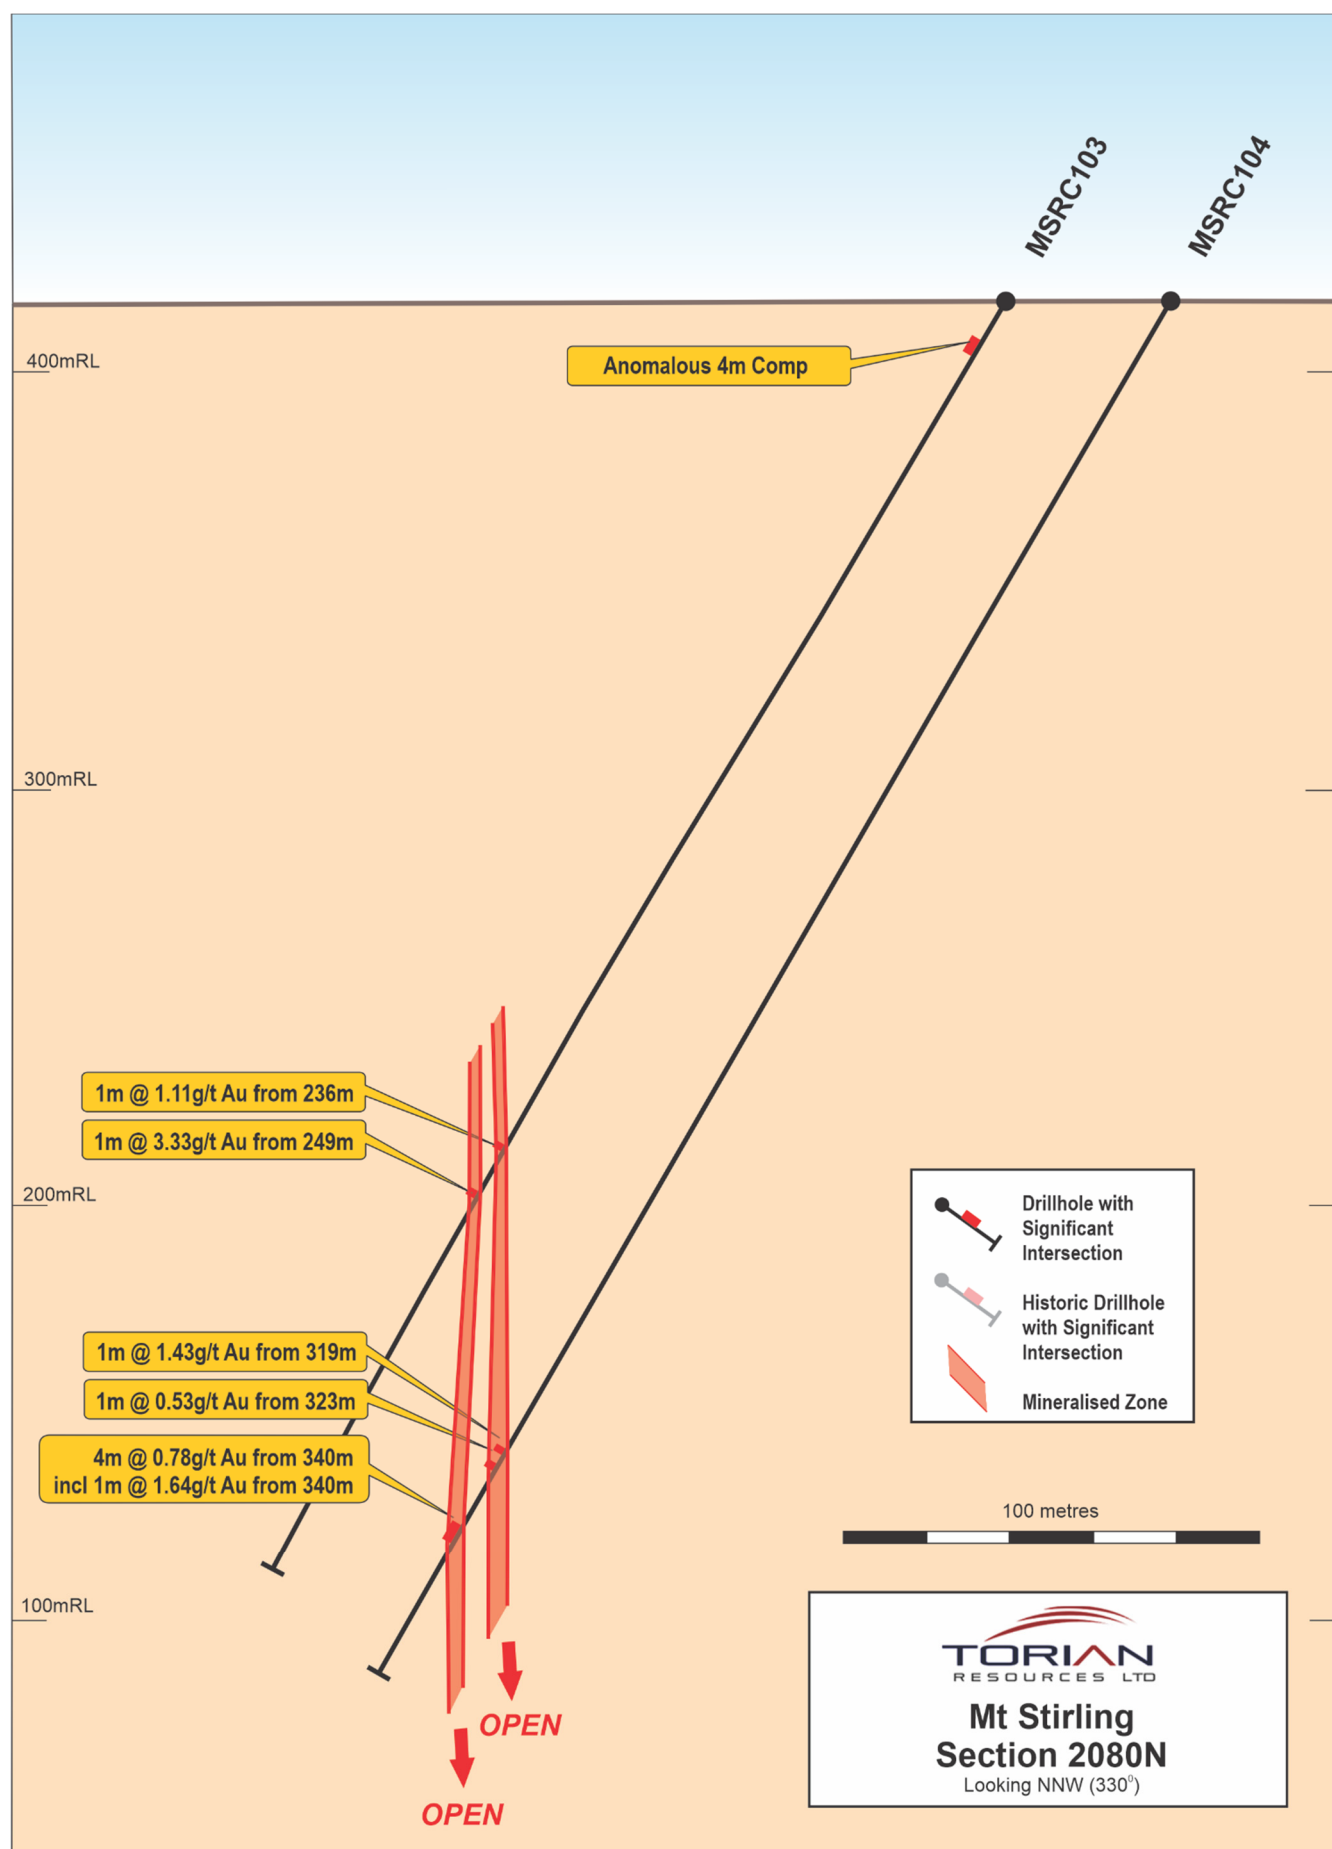 MSRC103
MSRC104
400mRL
Anomalous 4m Comp
300mRL
1m @ 1.11g/t Au from 236m
1m @ 3.33g/t Au from 249m
200mRL
Drillhole with
Significant
Intersection
Historic Drillhole
with Significant
Intersection
Mineralised Zone
1m @ 1.43g/t Au from 319m
1m @ 0.53g/t Au from 323m
4m @ 0.78g/t Au from 340m
incl 1m @ 1.64g/t Au from 340m
100 metres
100mRL
OPEN
OPEN
TORIAN
RESOURCES LTD
Mt Stirling
Section 2080N
Looking NNW (330⁰)